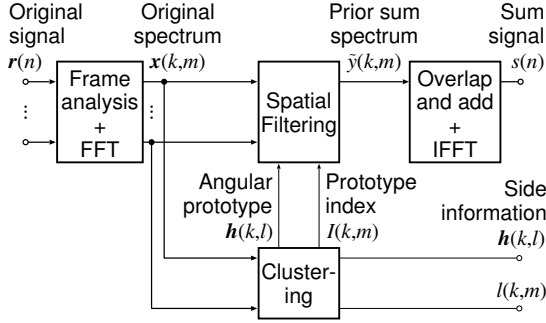 Original signal
r(n)
Original spectrum
x(k,m)
Prior sum spectrum
ỹ(k,m)
Sum signal
s(n)
Frame analysis + FFT
Spatial Filtering
Overlap and add + IFFT
⋮
⋮
Angular prototype
h(k,l)
Prototype index
I(k,m)
Side information
h(k,l)
Cluster-
ing
l(k,m)